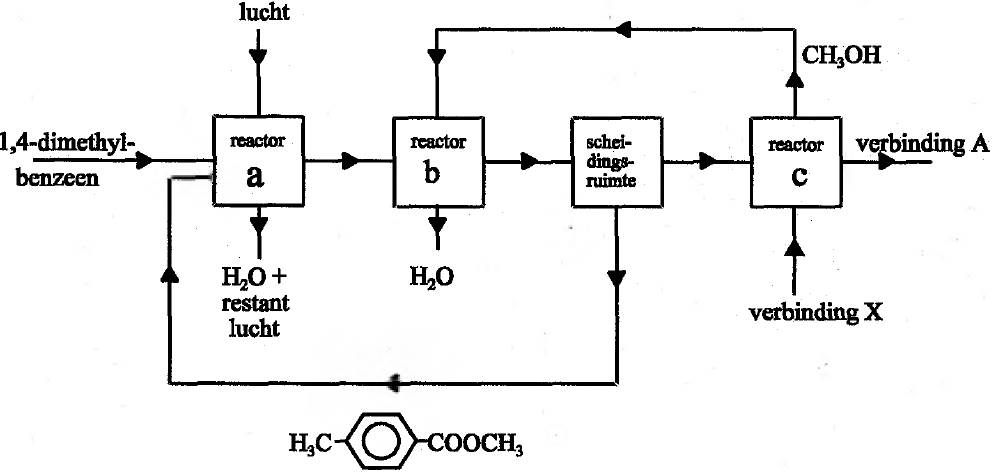 lucht
CH₃OH
1,4-dimethyl-
benzeen
reactor
a
reactor
b
schei-
dings-
ruimte
reactor
c
verbinding A
H₂O +
restant
lucht
H₂O
verbinding X
H₃C
COOCH₃